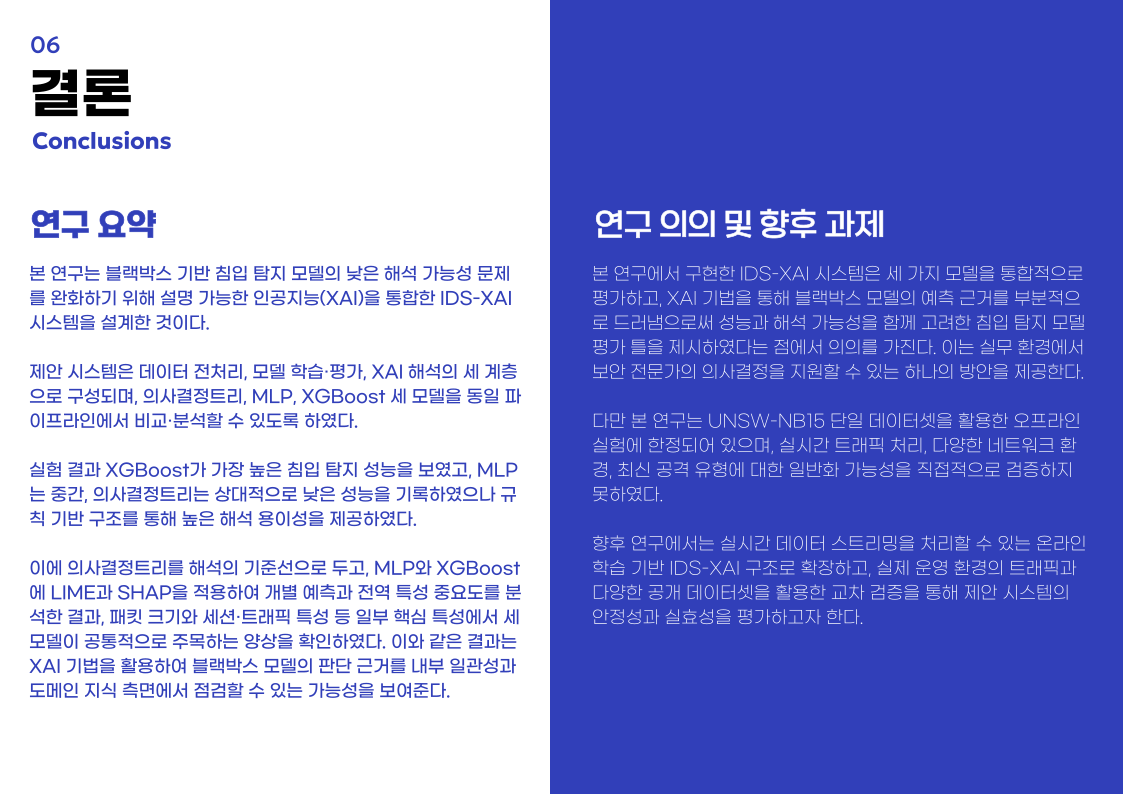 06
결론
Conclusions
연구 요약
본 연구는 블랙박스 기반 침입 탐지 모델의 낮은 해석 가능성 문제
를 완화하기 위해 설명 가능한 인공지능(XAI)을 통합한 IDS-XAI
시스템을 설계한 것이다.
제안 시스템은 데이터 전처리, 모델 학습·평가, XAI 해석의 세 계층
으로 구성되며, 의사결정트리, MLP, XGBoost 세 모델을 동일 파
이프라인에서 비교·분석할 수 있도록 하였다.
실험 결과 XGBoost가 가장 높은 침입 탐지 성능을 보였고, MLP
는 중간, 의사결정트리는 상대적으로 낮은 성능을 기록하였으나 규
칙 기반 구조를 통해 높은 해석 용이성을 제공하였다.
이에 의사결정트리를 해석의 기준선으로 두고, MLP와 XGBoost
에 LIME과 SHAP을 적용하여 개별 예측과 전역 특성 중요도를 분
석한 결과, 패킷 크기와 세션·트래픽 특성 등 일부 핵심 특성에서 세
모델이 공통적으로 주목하는 양상을 확인하였다. 이와 같은 결과는
XAI 기법을 활용하여 블랙박스 모델의 판단 근거를 내부 일관성과
도메인 지식 측면에서 점검할 수 있는 가능성을 보여준다.
연구 의의 및 향후 과제
본 연구에서 구현한 IDS-XAI 시스템은 세 가지 모델을 통합적으로
평가하고, XAI 기법을 통해 블랙박스 모델의 예측 근거를 부분적으
로 드러냄으로써 성능과 해석 가능성을 함께 고려한 침입 탐지 모델
평가 틀을 제시하였다는 점에서 의의를 가진다. 이는 실무 환경에서
보안 전문가의 의사결정을 지원할 수 있는 하나의 방안을 제공한다.
다만 본 연구는 UNSW-NB15 단일 데이터셋을 활용한 오프라인
실험에 한정되어 있으며, 실시간 트래픽 처리, 다양한 네트워크 환
경, 최신 공격 유형에 대한 일반화 가능성을 직접적으로 검증하지
못하였다.
향후 연구에서는 실시간 데이터 스트리밍을 처리할 수 있는 온라인
학습 기반 IDS-XAI 구조로 확장하고, 실제 운영 환경의 트래픽과
다양한 공개 데이터셋을 활용한 교차 검증을 통해 제안 시스템의
안정성과 실효성을 평가하고자 한다.